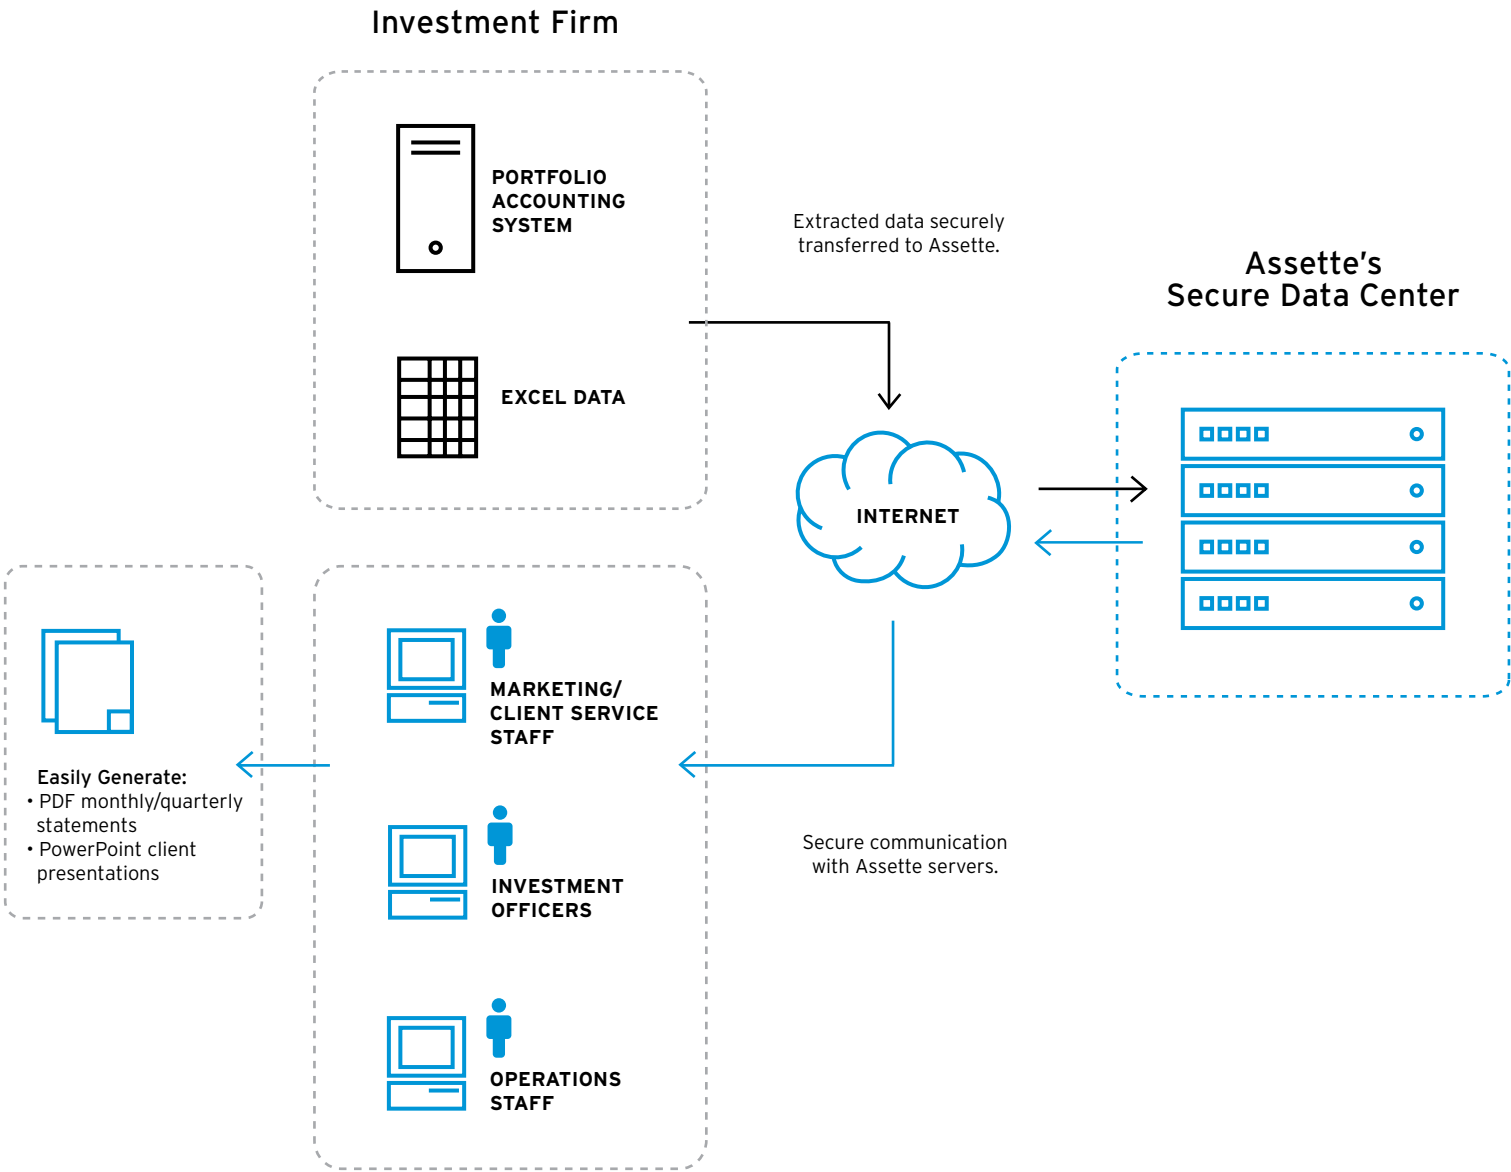 Investment Firm
PORTFOLIO
ACCOUNTING
SYSTEM
EXCEL DATA
Extracted data securely
transferred to Assette.
Assette’s
Secure Data Center
INTERNET
MARKETING/
CLIENT SERVICE
STAFF
INVESTMENT
OFFICERS
OPERATIONS
STAFF
Secure communication
with Assette servers.
Easily Generate:
• PDF monthly/quarterly
statements
• PowerPoint client
presentations